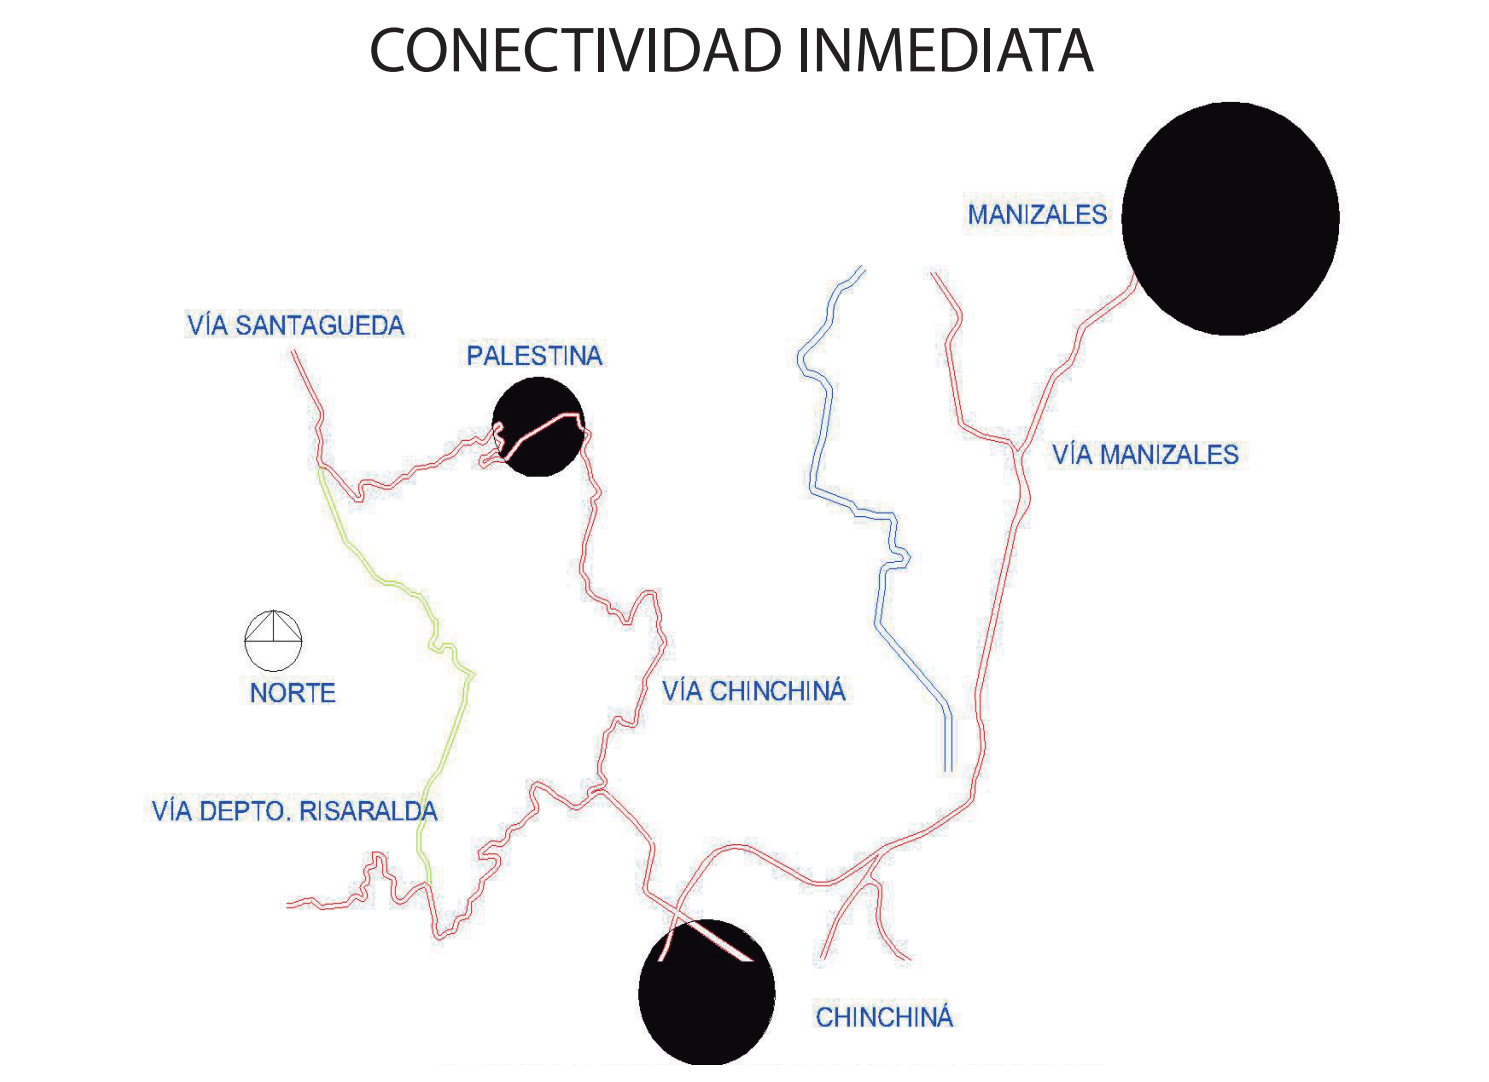 CONECTIVIDAD INMEDIATA
MANIZALES
VÍA SANTAGUEDA
PALESTINA
VÍA MANIZALES
VÍA CHINCHINÁ
NORTE
VÍA DEPTO. RISARALDA
CHINCHINÁ